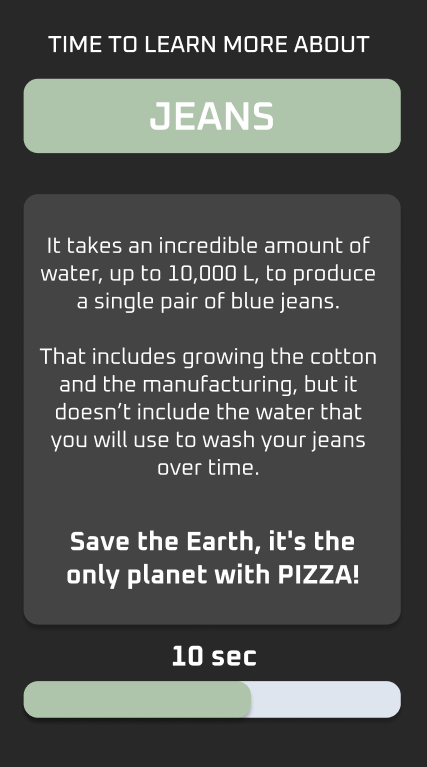 TIME TO LEARN MORE ABOUT
JEANS
It takes an incredible amount of
water, up to 10,000 L, to produce
a single pair of blue jeans.
That includes growing the cotton
and the manufacturing, but it
doesn’t include the water that
you will use to wash your jeans
over time.
Save the Earth, it's the
only planet with PIZZA!
10 sec